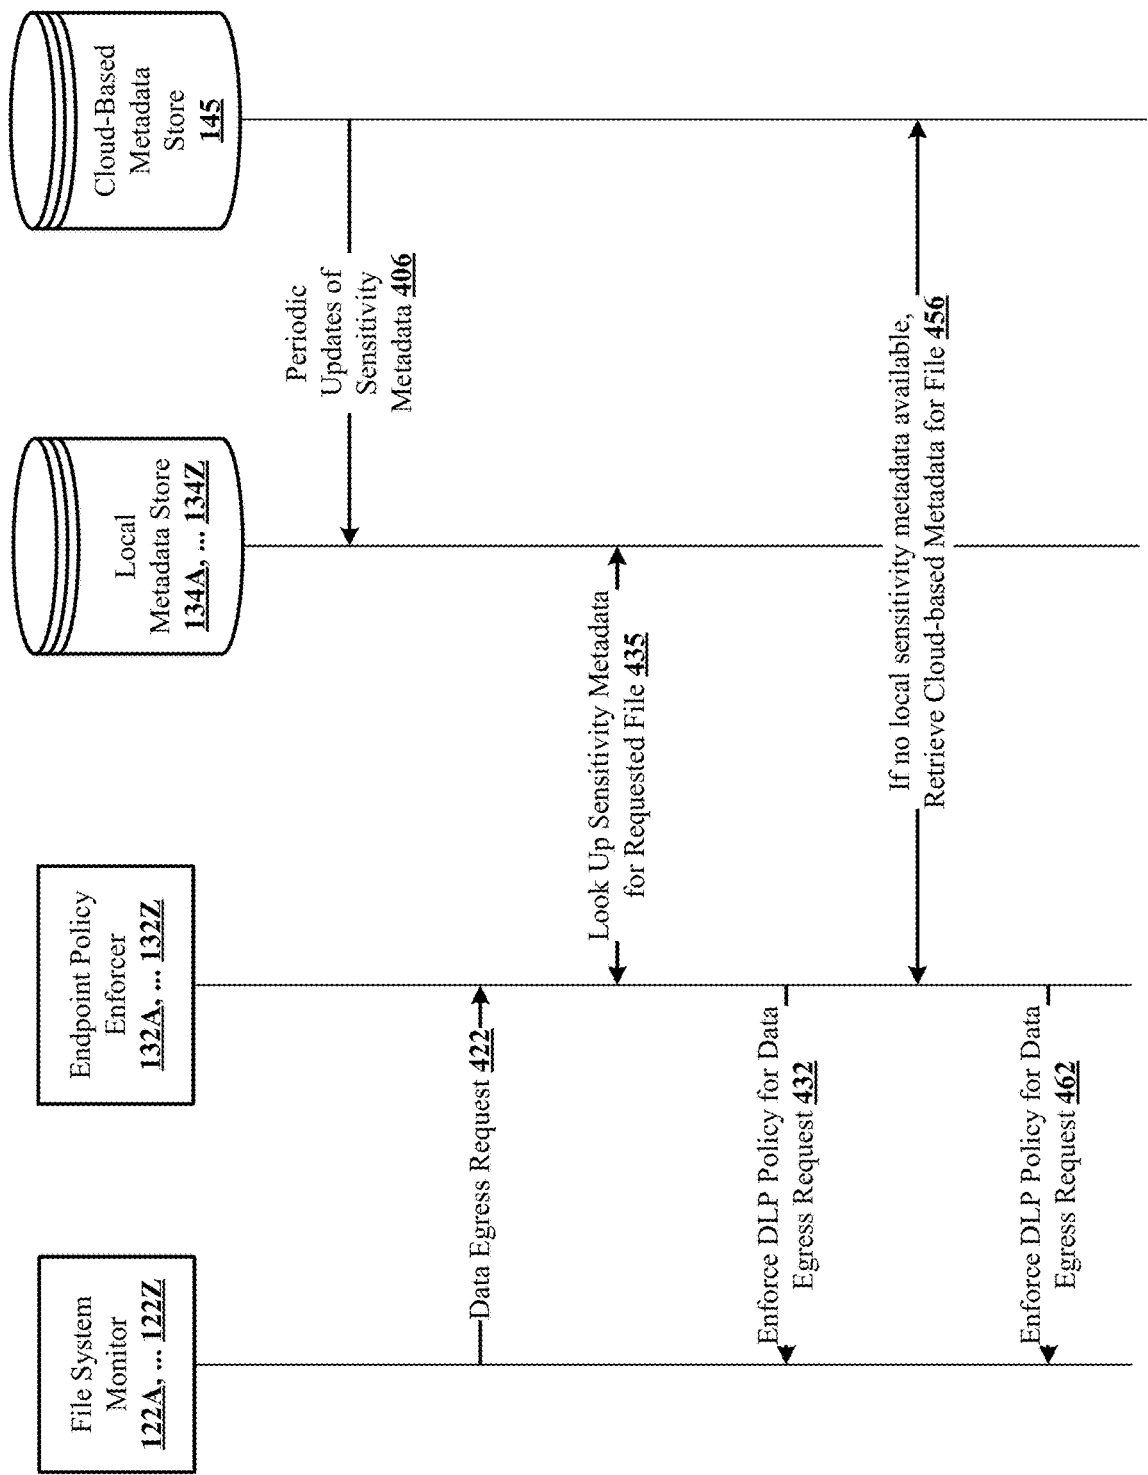 File System
Monitor
122A, ... 122Z
Endpoint Policy
Enforcer
132A, ... 132Z
Local
Metadata Store
134A, ... 134Z
Cloud-Based
Metadata
Store
145
Periodic
Updates of
Sensitivity
Metadata 406
Data Egress Request 422
Look Up Sensitivity Metadata
for Requested File 435
Enforce DLP Policy for Data
Egress Request 432
If no local sensitivity metadata available,
Retrieve Cloud-based Metadata for File 456
Enforce DLP Policy for Data
Egress Request 462